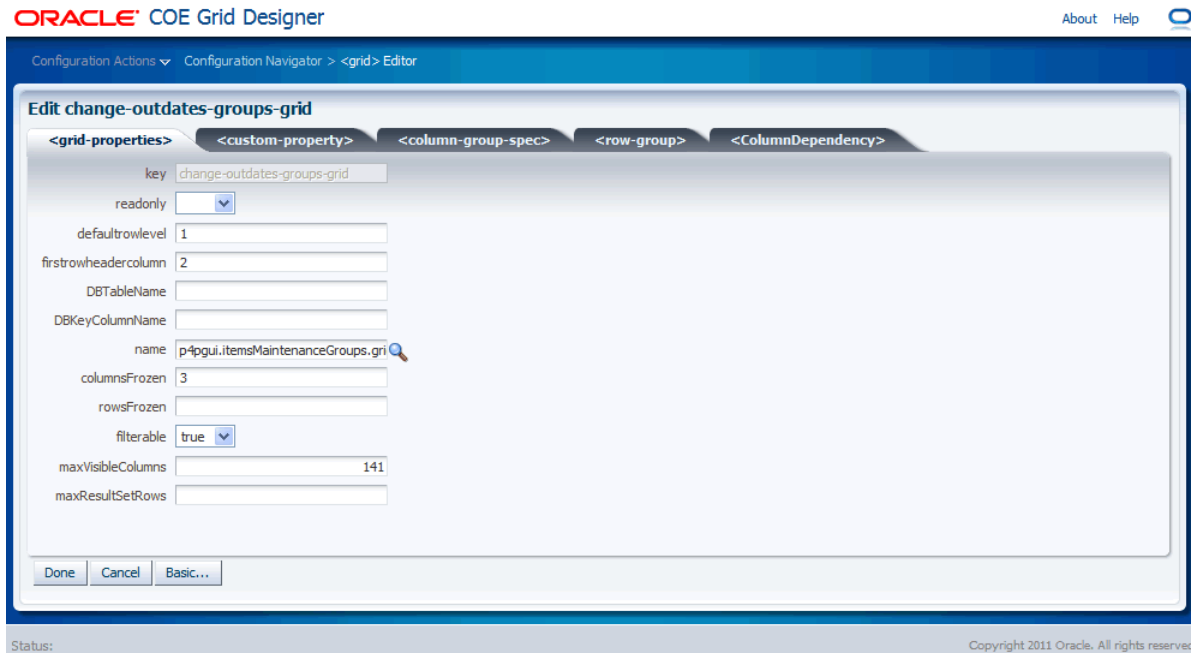 ORACLE COE Grid Designer About Help
Configuration Actions Configuration Navigator > <grid> Editor
Edit change-outdates-groups-grid
<grid-properties> <custom-property> <column-group-spec> <row-group> <ColumnDependency>
key change-outdates-groups-grid
readonly
defaultrowlevel 1
firstrowheadercolumn 2
DBTableName
DBKeyColumnName
name p4pgui.itemsMaintenanceGroups.gri
columnsFrozen 3
rowsFrozen
filterable true
maxVisibleColumns 141
maxResultSetRows
Done Cancel Basic...
Status: Copyright 2011 Oracle. All rights reserved